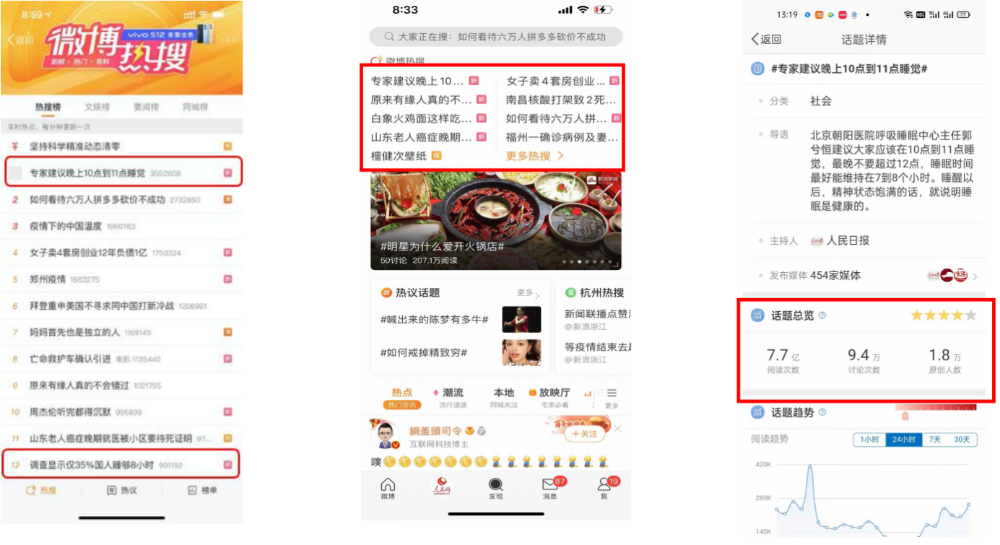 8:59
返回
微博热搜
vivo S12 全面出色
新鲜·热门·有料
热搜榜 文娱榜 要闻榜 同城榜
实时热点，每分钟更新一次
坚持科学精准动态清零 热
专家建议晚上10点到11点睡觉 3552808 新
2 如何看待六万人拼多多砍价不成功 2732850
3 疫情下的中国温度 1960763
4 女子卖4套房创业12年负债1亿 1750324 新
5 郑州疫情 1683275 新
6 拜登重申美国不寻求同中国打新冷战 1206981
7 妈妈首先也是独立的人 1169145
8 亡命救护车确认引进 电影 1135440 新
9 原来有缘人真的不会错过 1021755
10 周杰伦听完都得沉默 995899 新
11 山东老人癌症晚期就医被小区要待死证明 97... 热
12 调查显示仅35%国人睡够8小时 901192 新
热搜 热议 榜单
8:33
大家正在搜：如何看待六万人拼多多砍价不成功
微博热搜
专家建议晚上10... 新 女子卖4套房创业... 新
原来有缘人真的不... 新 南昌核酸打架致2死...
白象火鸡面这样吃... 新 如何看待六万人拼... 新
山东老人癌症晚期... 新 福州一确诊病例及妻...
檀健次壁纸 更多热搜
新浪新闻
#明星为什么爱开火锅店#
50讨论 207.1万阅读
热议话题 更多 杭州热搜
#喊出来的陈梦有多牛#
新闻联播点赞
@新浪浙江
#如何戒掉精致穷#
等疫情结束去
@新浪浙江
热点 潮流 本地 放映厅
热门资讯 流行速递 同城关注 宅家必看 更多
鍋蓋頭司令
互联网科技博主
+关注
噗
人民网
87
19
微博 发现 消息 我
13:19
77
返回 话题详情
#专家建议晚上10点到11点睡觉#
分类 社会
导语 北京朝阳医院呼吸睡眠中心主任郭
兮恒建议大家应该在10点到11点睡
觉，最晚不要超过12点，睡眠时间
最好能维持在7到8个小时。睡醒以
后，精神状态饱满的话，就说明睡
眠是健康的。
主持人 人民日报
发布媒体 454家媒体
话题总览
7.7亿 9.4万 1.8万
阅读次数 讨论次数 原创人数
话题趋势
阅读趋势 1小时 24小时 7天 30天
420K
280K
140K